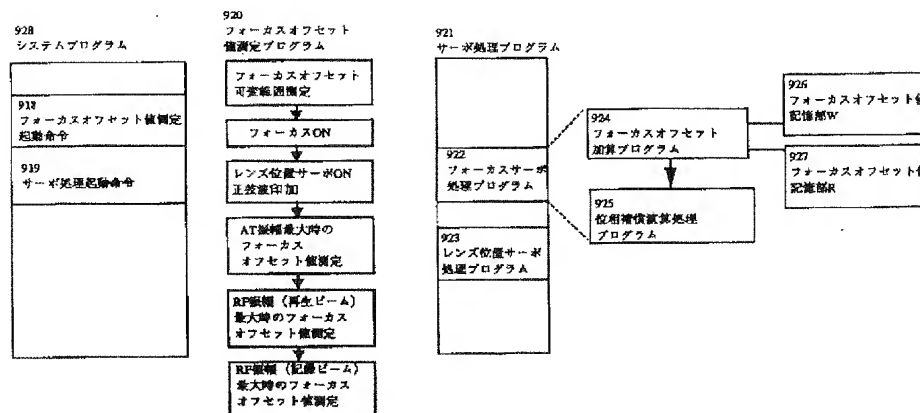 928
システムプログラム
918
フォーカスオフセット値測定
起動命令
919
サーボ処理起動命令
920
フォーカスオフセット
値測定プログラム
フォーカスオフセット
可変範囲測定
フォーカスON
レンズ位置サーボON
正弦波印加
AT振幅最大時の
フォーカス
オフセット値測定
RF振幅（再生ビーム）
最大時のフォーカス
オフセット値測定
RF振幅（記録ビーム）
最大時のフォーカス
オフセット値測定
921
サーボ処理プログラム
922
フォーカスサーボ
処理プログラム
923
レンズ位置サーボ
処理プログラム
924
フォーカスオフセット
加算プログラム
925
位相補償演算処理
プログラム
926
フォーカスオフセット値
記憶部W
927
フォーカスオフセット値
記憶部R